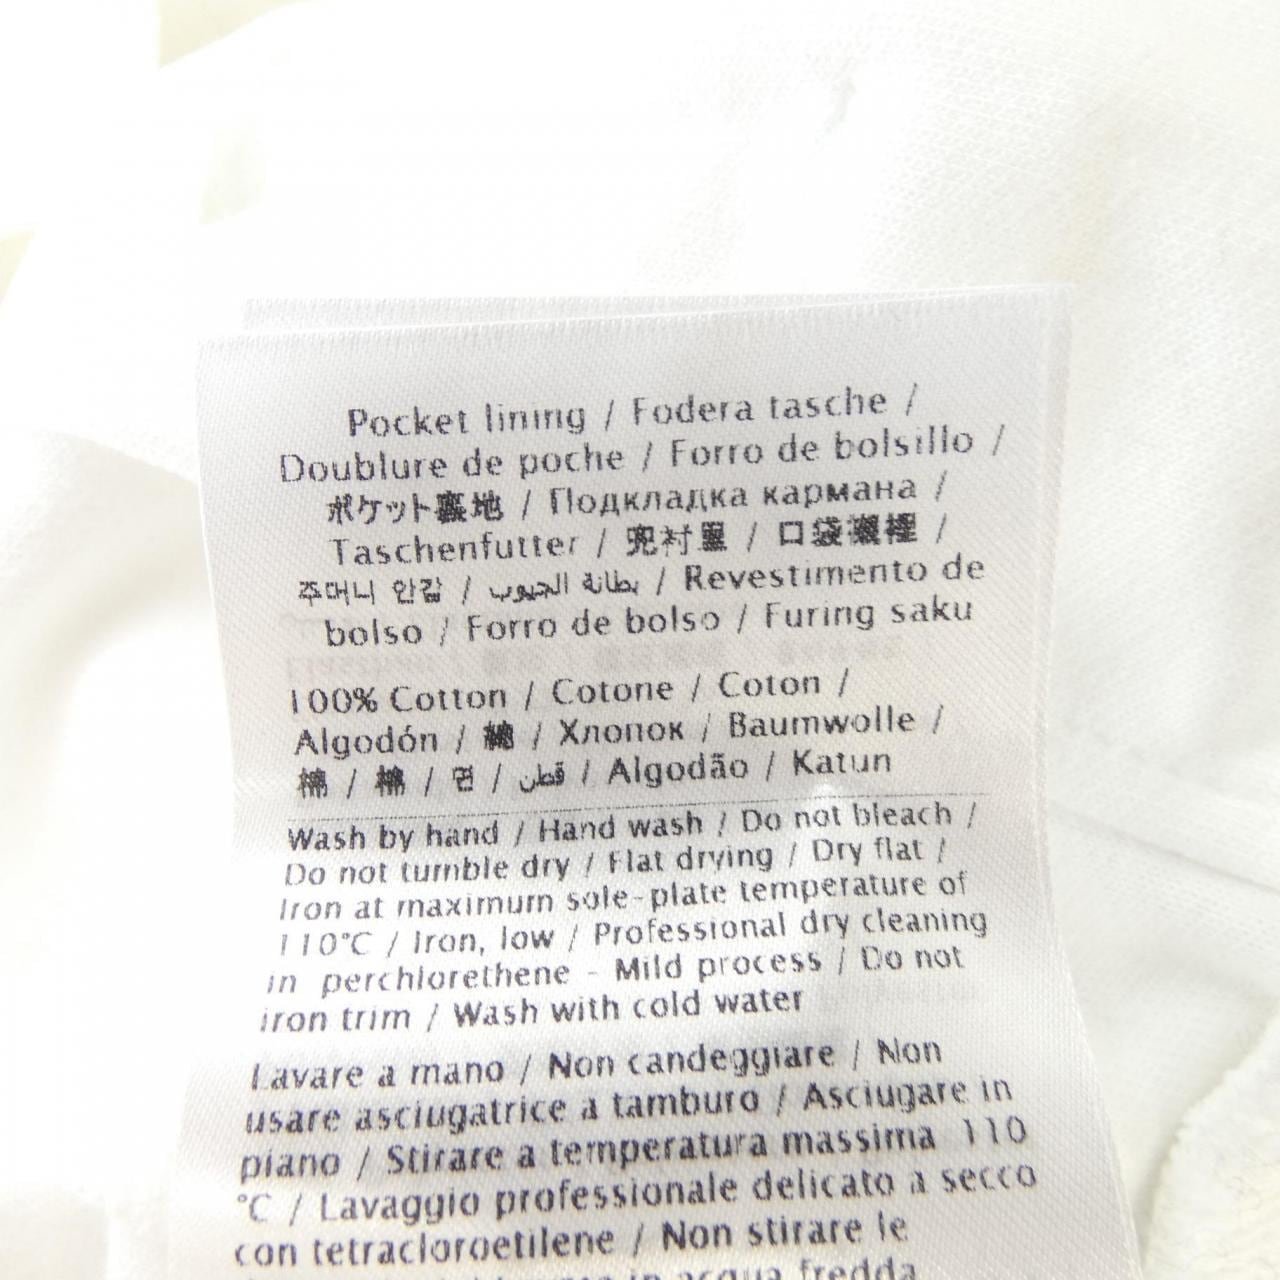 Pocket lining / Fodera tasche /
Doublure de poche / Forro de bolsillo /
ポケット裏地 / Подкладка кармана /
Taschenfutter / 兜衬里 / 口袋襯裡 /
주머니 안감 / بطانة الجيوب / Revestimento de
bolso / Forro de bolso / Furing saku
100% Cotton / Cotone / Coton /
Algodón / 綿 / Хлопок / Baumwolle /
棉 / 棉 / 면 / قطن / Algodão / Katun
Wash by hand / Hand wash / Do not bleach /
Do not tumble dry / Flat drying / Dry flat /
Iron at maximum sole-plate temperature of
110°C / Iron, low / Professional dry cleaning
in perchlorethene - Mild process / Do not
iron trim / Wash with cold water
Lavare a mano / Non candeggiare / Non
usare asciugatrice a tamburo / Asciugare in
piano / Stirare a temperatura massima 110
°C / Lavaggio professionale delicato a secco
con tetracloroetilene / Non stirare le
in acqua fredda